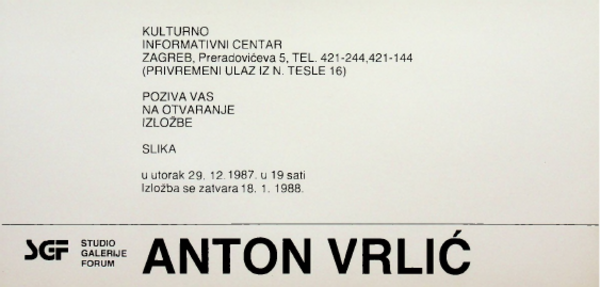 KULTURNO
INFORMATIVNI CENTAR
ZAGREB, Preradovićeva 5, TEL. 421-244,421-144
(PRIVREMENI ULAZ IZ N. TESLE 16)
POZIVA VAS
NA OTVARANJE
IZLOŽBE
SLIKA
u utorak 29. 12. 1987. u 19 sati
Izložba se zatvara 18. 1. 1988.
SGF
STUDIO
GALERIJE
FORUM
ANTON VRLIĆ